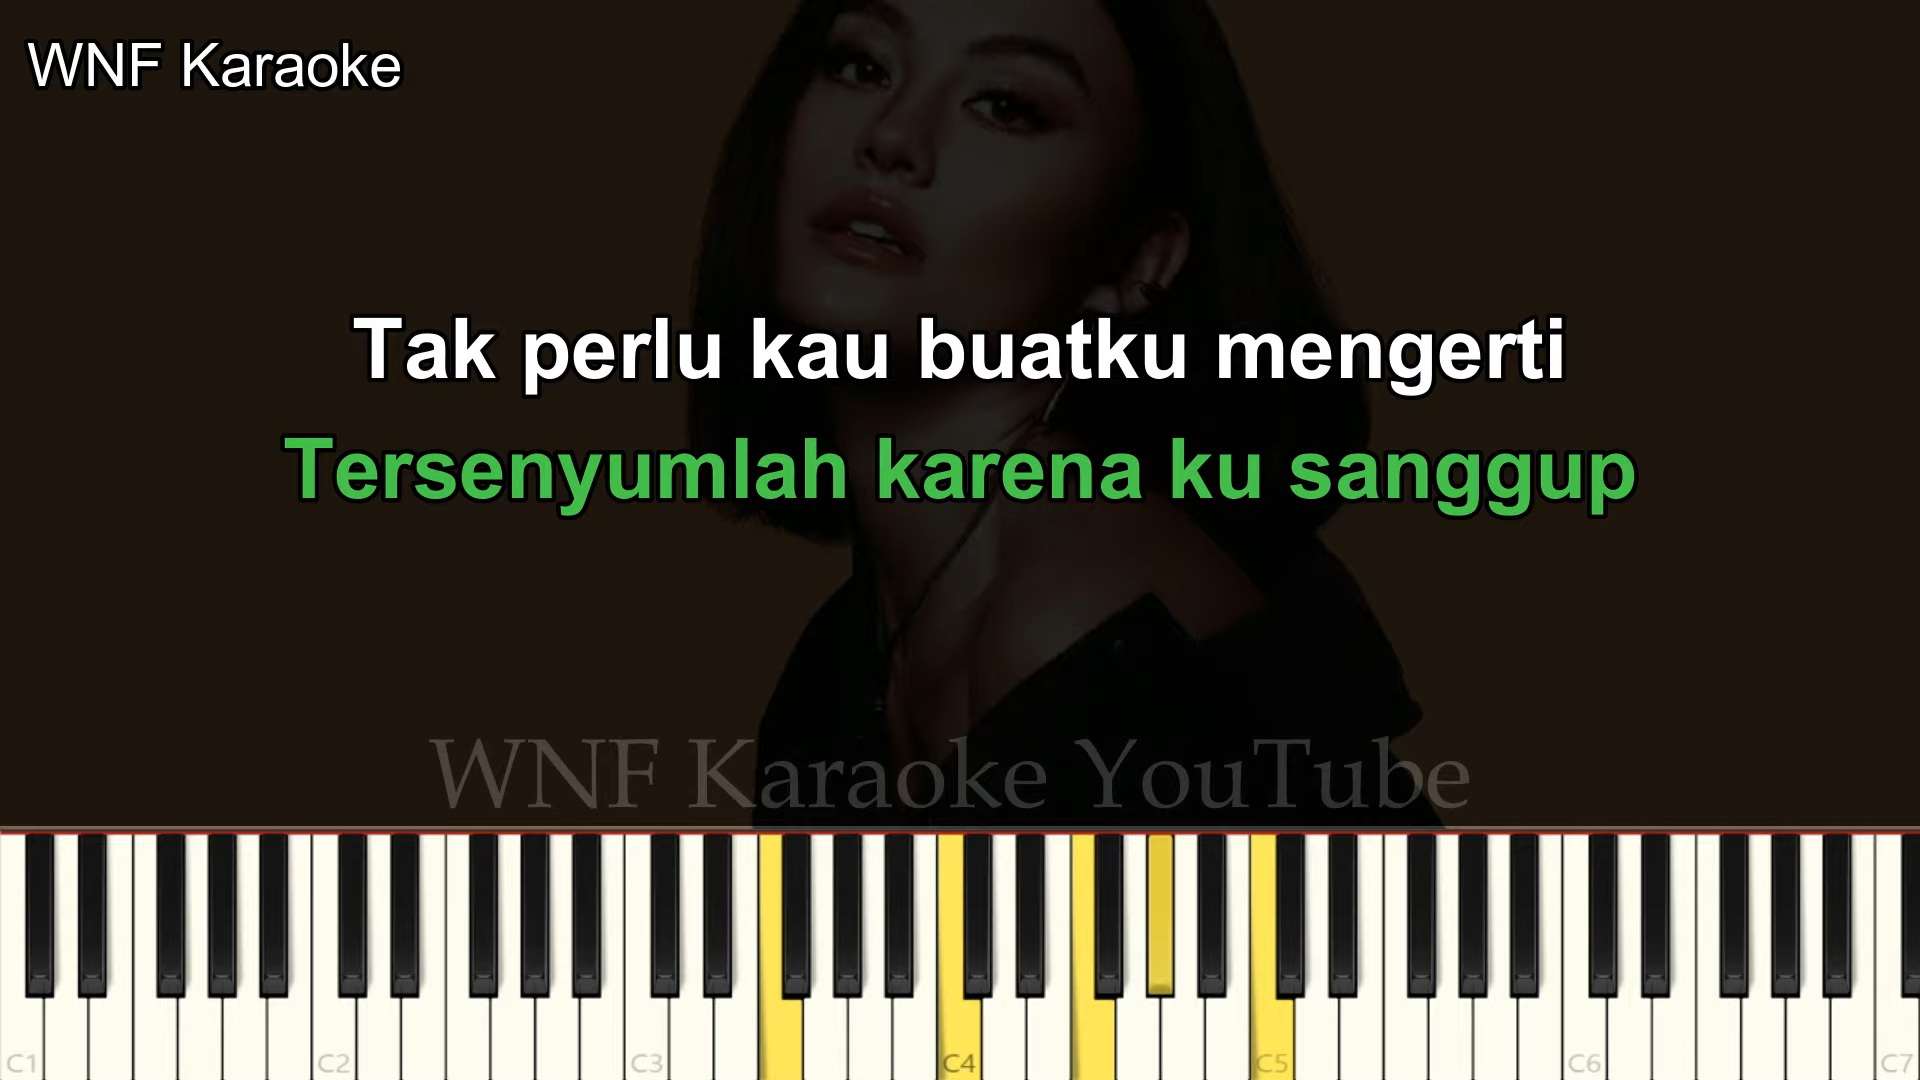 WNF Karaoke
Tak perlu kau buatku mengerti
Tersenyumlah karena ku sanggup
WNF Karaoke YouTube
C1 C2 C3 C4 C5 C6 C7